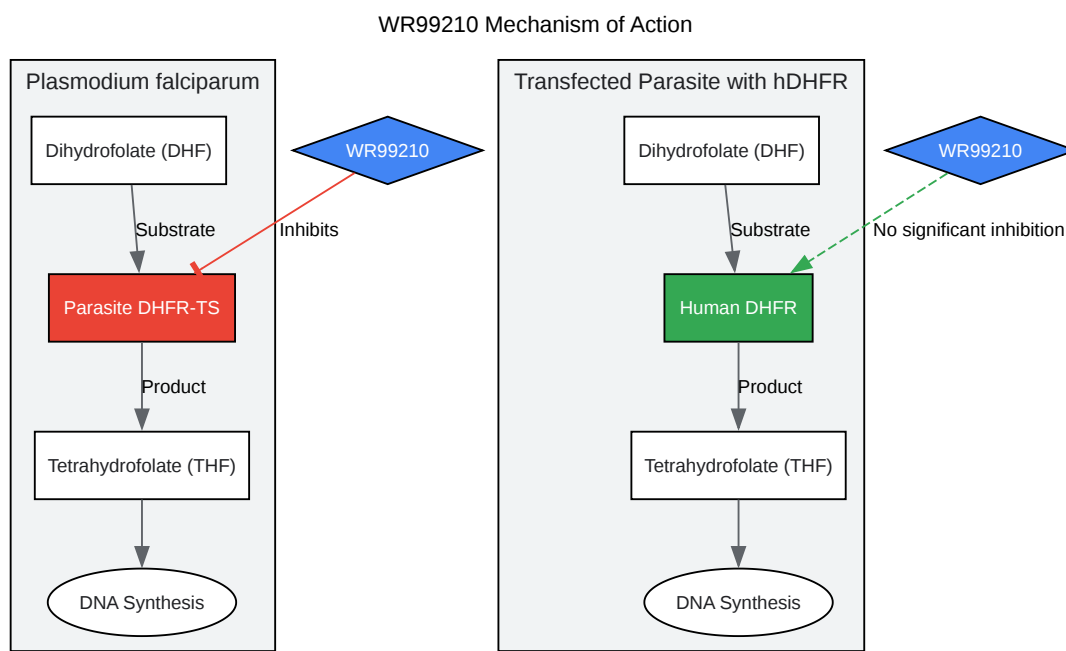 WR99210 Mechanism of Action
Plasmodium falciparum
Dihydrofolate (DHF)
WR99210
Substrate
Inhibits
Parasite DHFR-TS
Product
Tetrahydrofolate (THF)
DNA Synthesis
Transfected Parasite with hDHFR
Dihydrofolate (DHF)
WR99210
Substrate
No significant inhibition
Human DHFR
Product
Tetrahydrofolate (THF)
DNA Synthesis